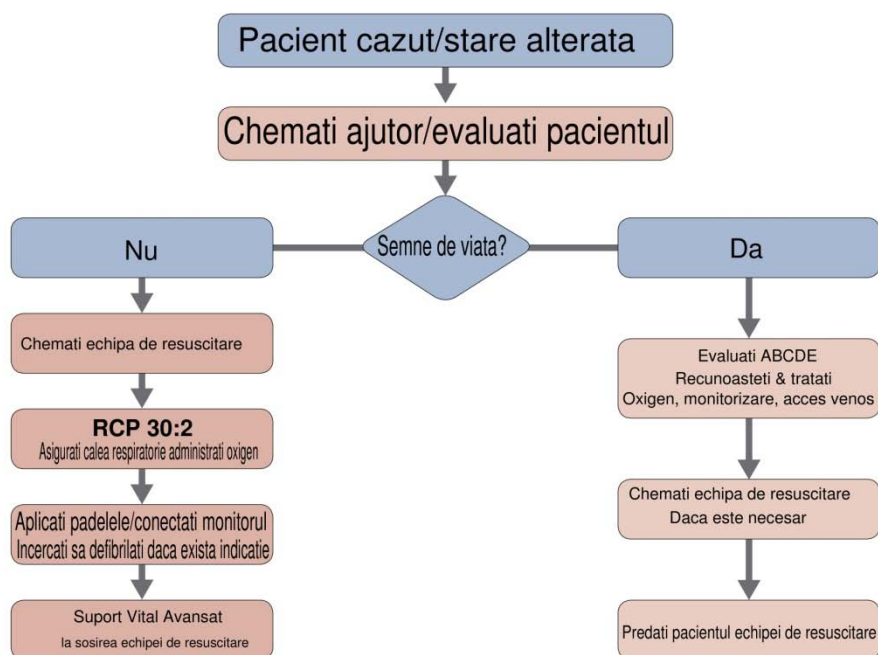 Pacient cazut/stare alterata
Chemati ajutor/evaluati pacientul
Semne de viata?
Nu
Chemati echipa de resuscitare
RCP 30:2
Asigurati calea respiratorie administrati oxigen
Aplicati padelele/conectati monitorul
Incercati sa defibrilati daca exista indicatie
Suport Vital Avansat
la sosirea echipei de resuscitare
Da
Evaluati ABCDE
Recunoasteti & tratati
Oxigen, monitorizare, acces venos
Chemati echipa de resuscitare
Daca este necesar
Predati pacientul echipei de resuscitare